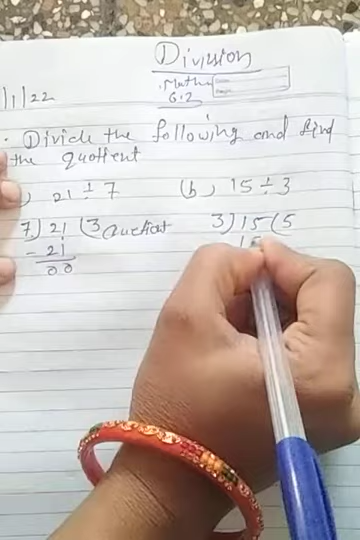 Division
Maths
6.2
/1/22
Divide the following and find
the quotient
21 ÷ 7 (b) 15 ÷ 3
7) 21 (3 Quotient 3) 15 (5
- 21 15
00